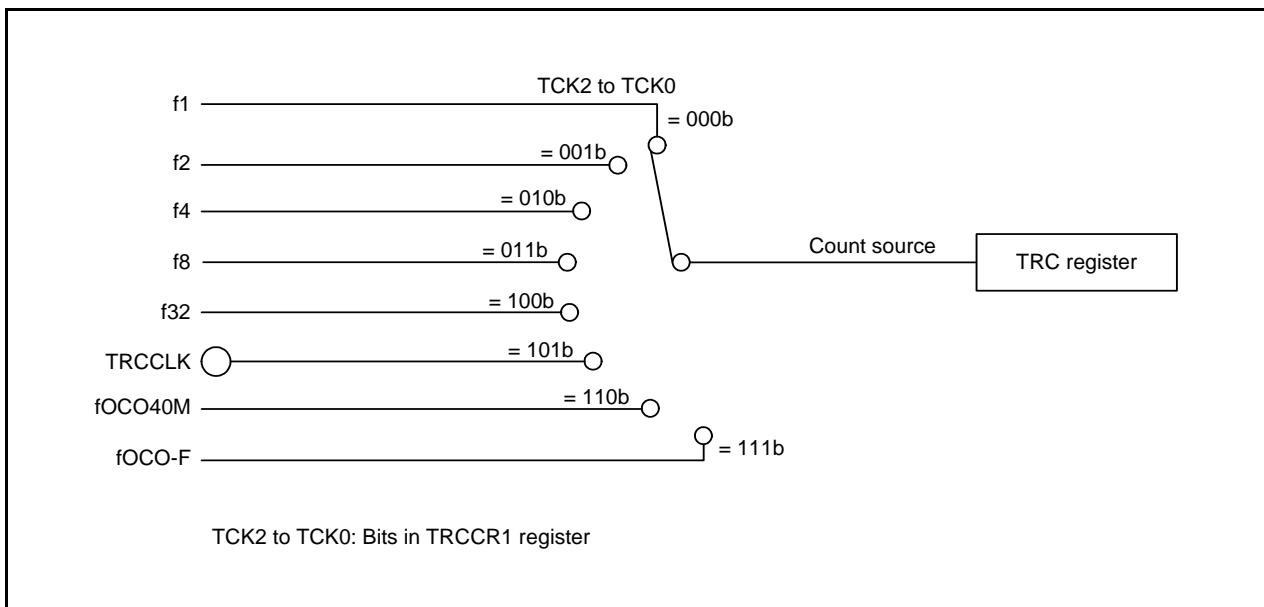 TCK2 to TCK0
f1
= 000b
f2
= 001b
f4
= 010b
f8
= 011b
Count source
TRC register
f32
= 100b
TRCCLK
= 101b
fOCO40M
= 110b
fOCO-F
= 111b
TCK2 to TCK0: Bits in TRCCR1 register